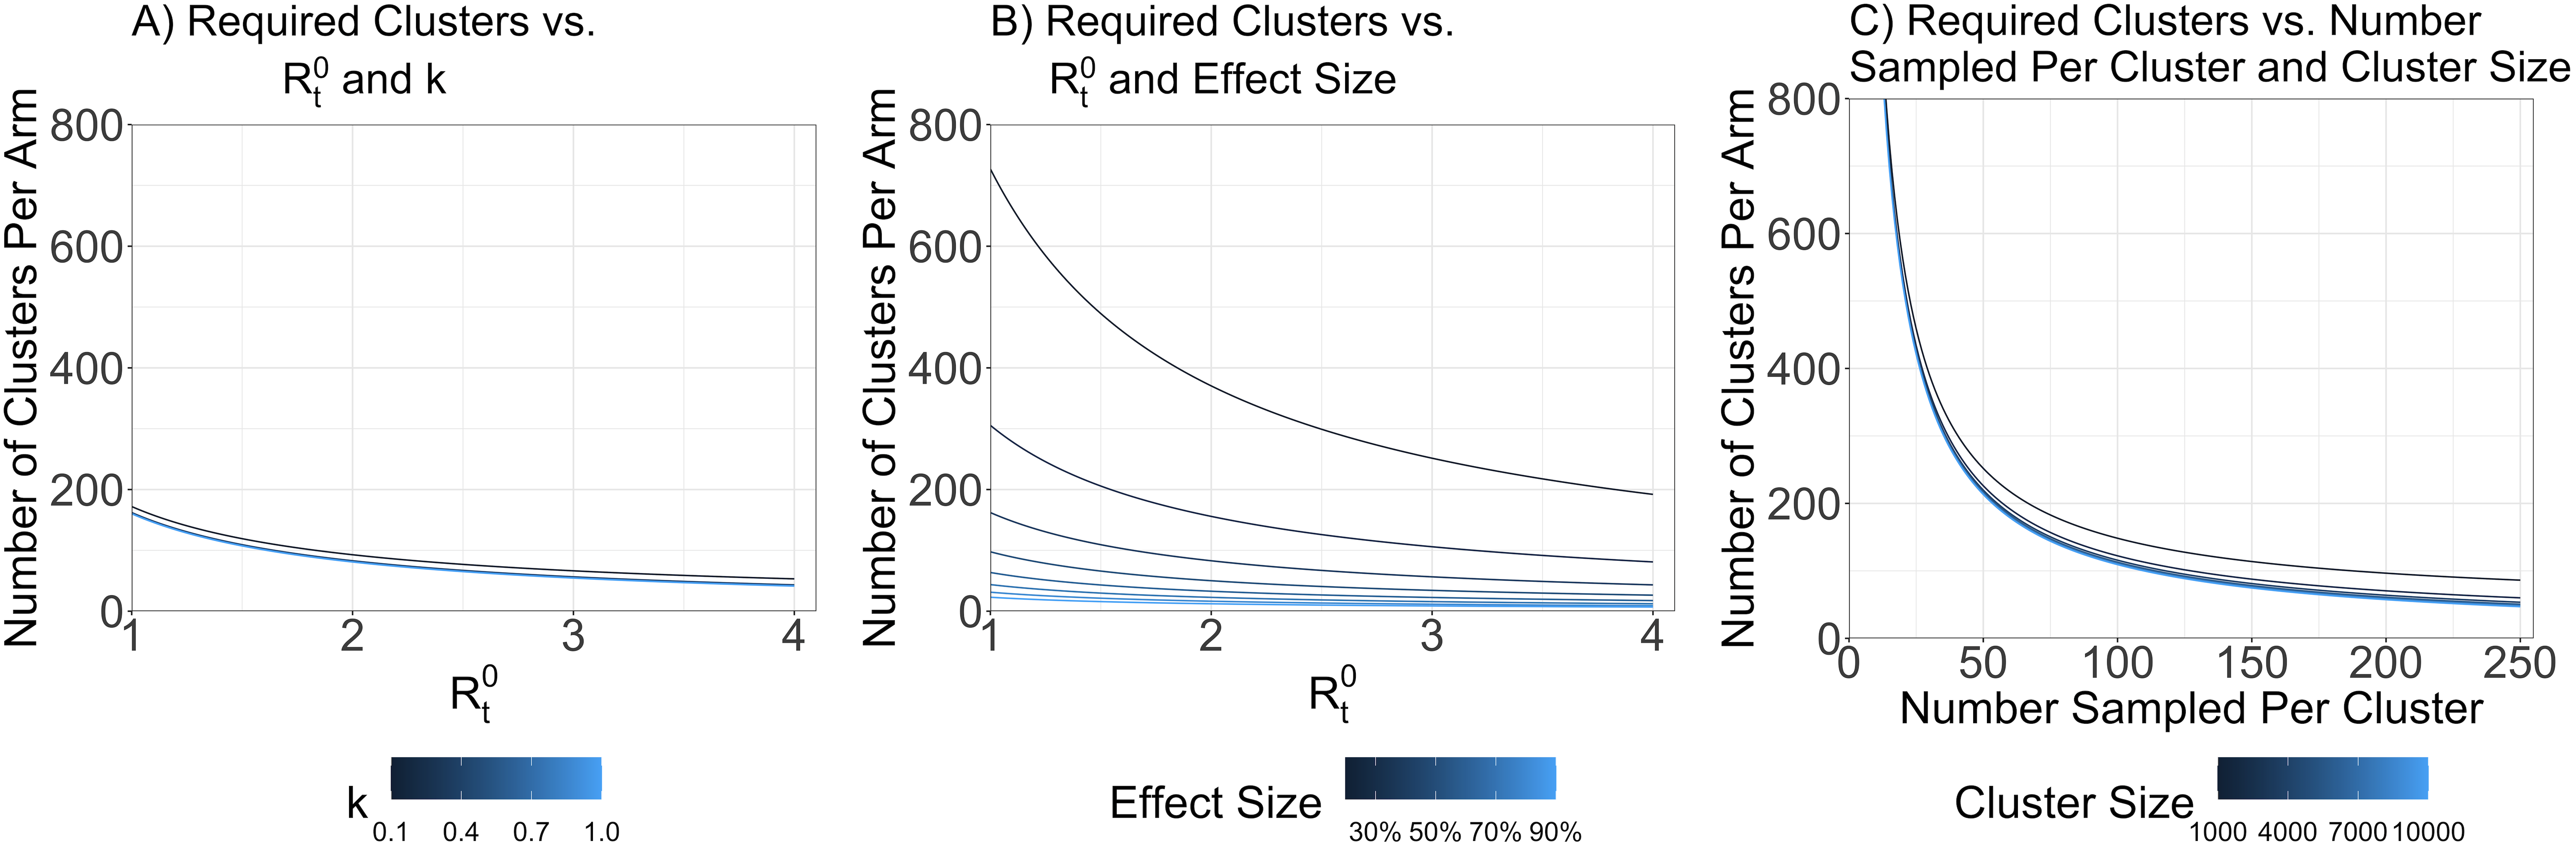 A) Required Clusters vs.
R_t^0 and k
Number of Clusters Per Arm
800
600
400
200
0
1 2 3 4
R_t^0
k
0.1 0.4 0.7 1.0
B) Required Clusters vs.
R_t^0 and Effect Size
Number of Clusters Per Arm
800
600
400
200
0
1 2 3 4
R_t^0
Effect Size
30% 50% 70% 90%
C) Required Clusters vs. Number
Sampled Per Cluster and Cluster Size
Number of Clusters Per Arm
800
600
400
200
0
0 50 100 150 200 250
Number Sampled Per Cluster
Cluster Size
1000 4000 7000 10000